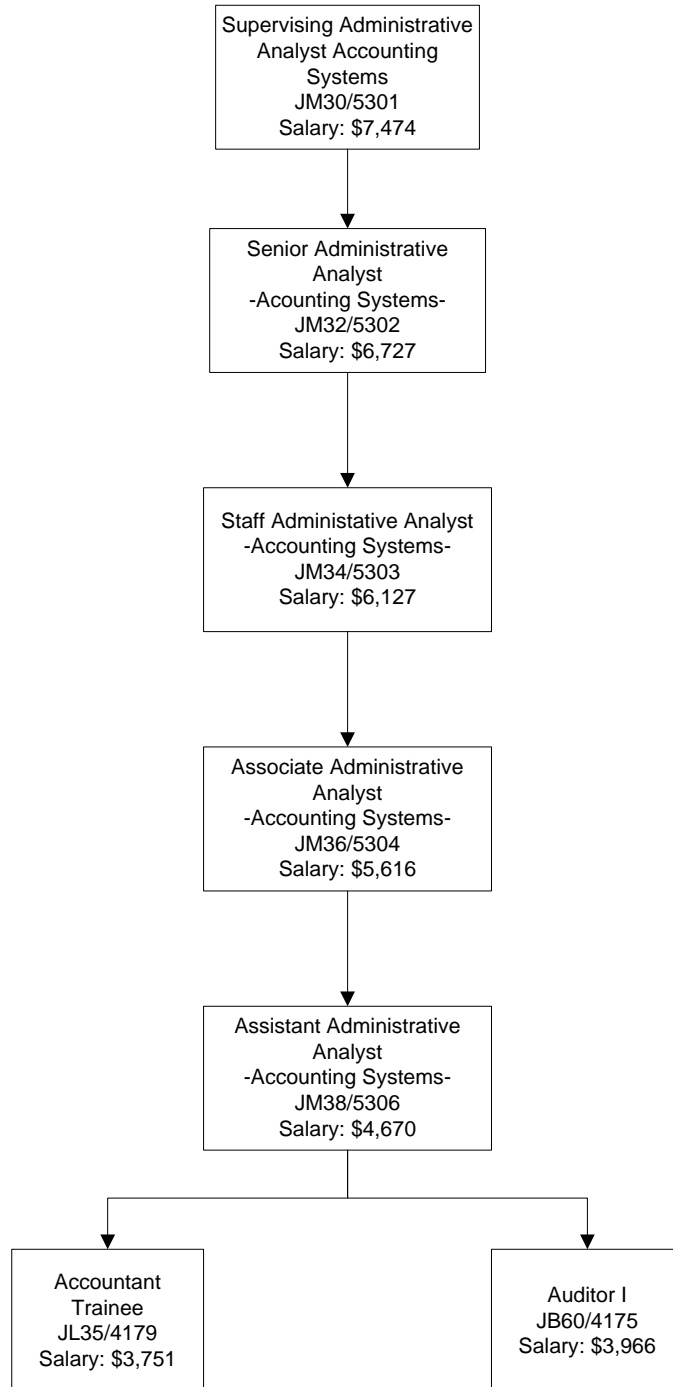 Supervising Administrative
Analyst Accounting
Systems
JM30/5301
Salary: $7,474
Senior Administrative
Analyst
-Acounting Systems-
JM32/5302
Salary: $6,727
Staff Administative Analyst
-Accounting Systems-
JM34/5303
Salary: $6,127
Associate Administrative
Analyst
-Accounting Systems-
JM36/5304
Salary: $5,616
Assistant Administrative
Analyst
-Accounting Systems-
JM38/5306
Salary: $4,670
Accountant
Trainee
JL35/4179
Salary: $3,751
Auditor I
JB60/4175
Salary: $3,966